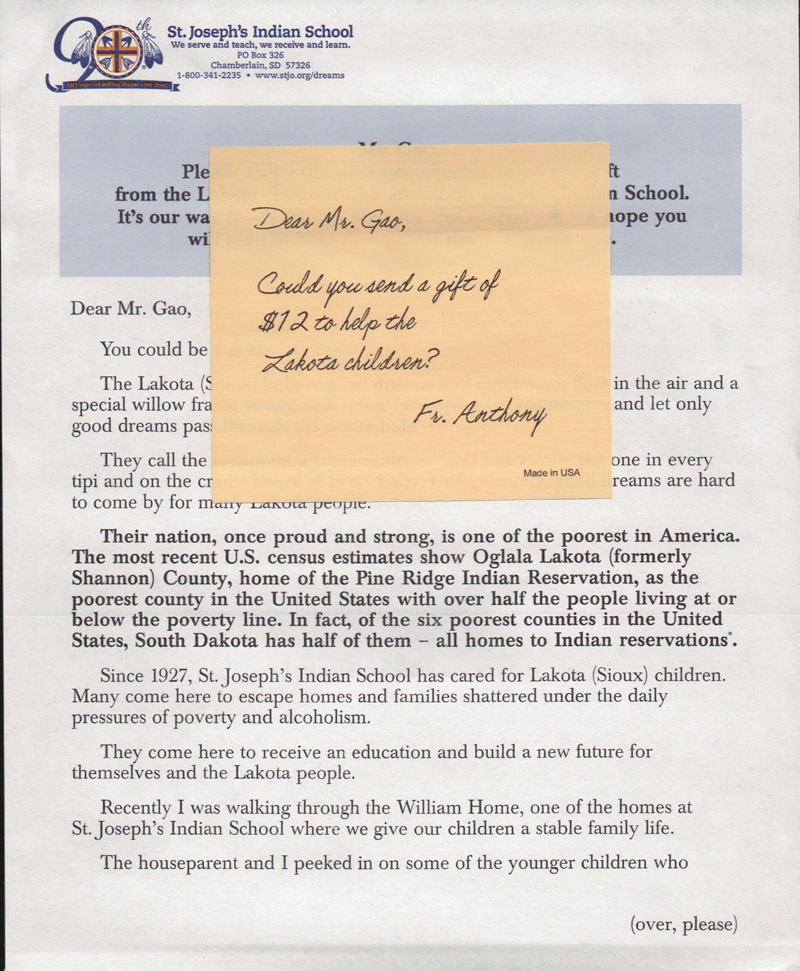 90th
St. Joseph's Indian School
We serve and teach, we receive and learn.
PO Box 326
Chamberlain, SD 57326
1-800-341-2235 • www.stjo.org/dreams
Ple
from the L n School.
It's our wa hope you
wi
Dear Mr. Gao,
Could you send a gift of
$12 to help the
Lakota children?
Fr. Anthony
Made in USA
Dear Mr. Gao,
You could be
The Lakota ( in the air and a
special willow fra and let only
good dreams pas
They call the one in every
tipi and on the cr dreams are hard
to come by for many Lakota people.
Their nation, once proud and strong, is one of the poorest in America.
The most recent U.S. census estimates show Oglala Lakota (formerly
Shannon) County, home of the Pine Ridge Indian Reservation, as the
poorest county in the United States with over half the people living at or
below the poverty line. In fact, of the six poorest counties in the United
States, South Dakota has half of them – all homes to Indian reservations*.
Since 1927, St. Joseph's Indian School has cared for Lakota (Sioux) children.
Many come here to escape homes and families shattered under the daily
pressures of poverty and alcoholism.
They come here to receive an education and build a new future for
themselves and the Lakota people.
Recently I was walking through the William Home, one of the homes at
St. Joseph's Indian School where we give our children a stable family life.
The houseparent and I peeked in on some of the younger children who
(over, please)